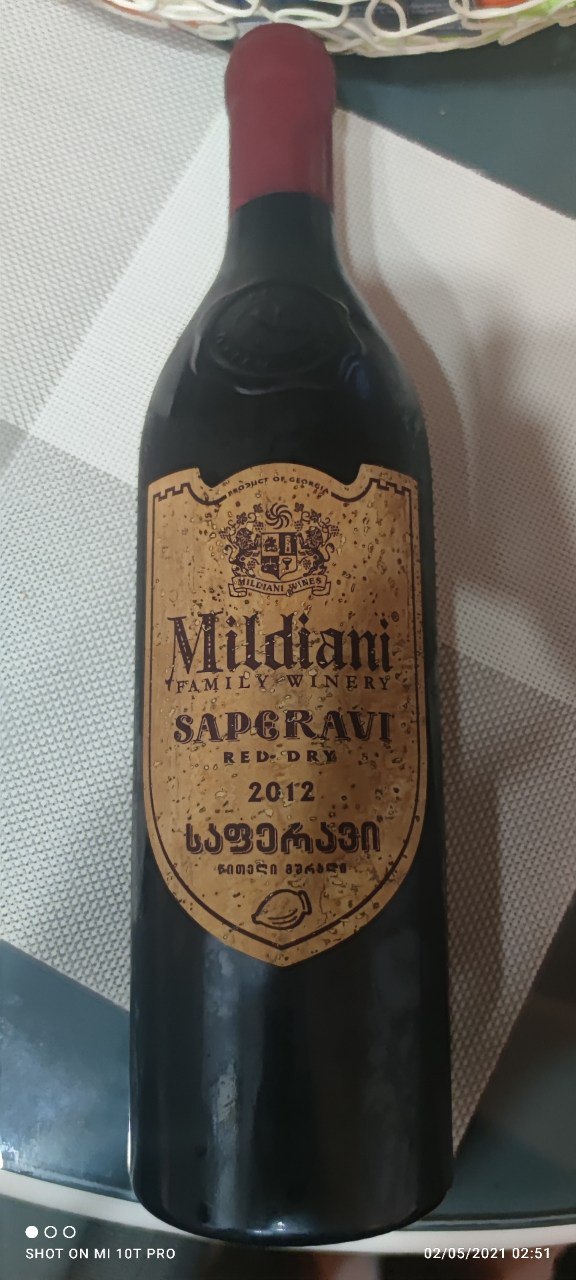 PRODUCT OF GEORGIA
MILDIANI WINES
Mildiani®
FAMILY WINERY
SAPERAVI
RED DRY
2012
საფერავი
წითელი მშრალი
SHOT ON MI 10T PRO
02/05/2021 02:51